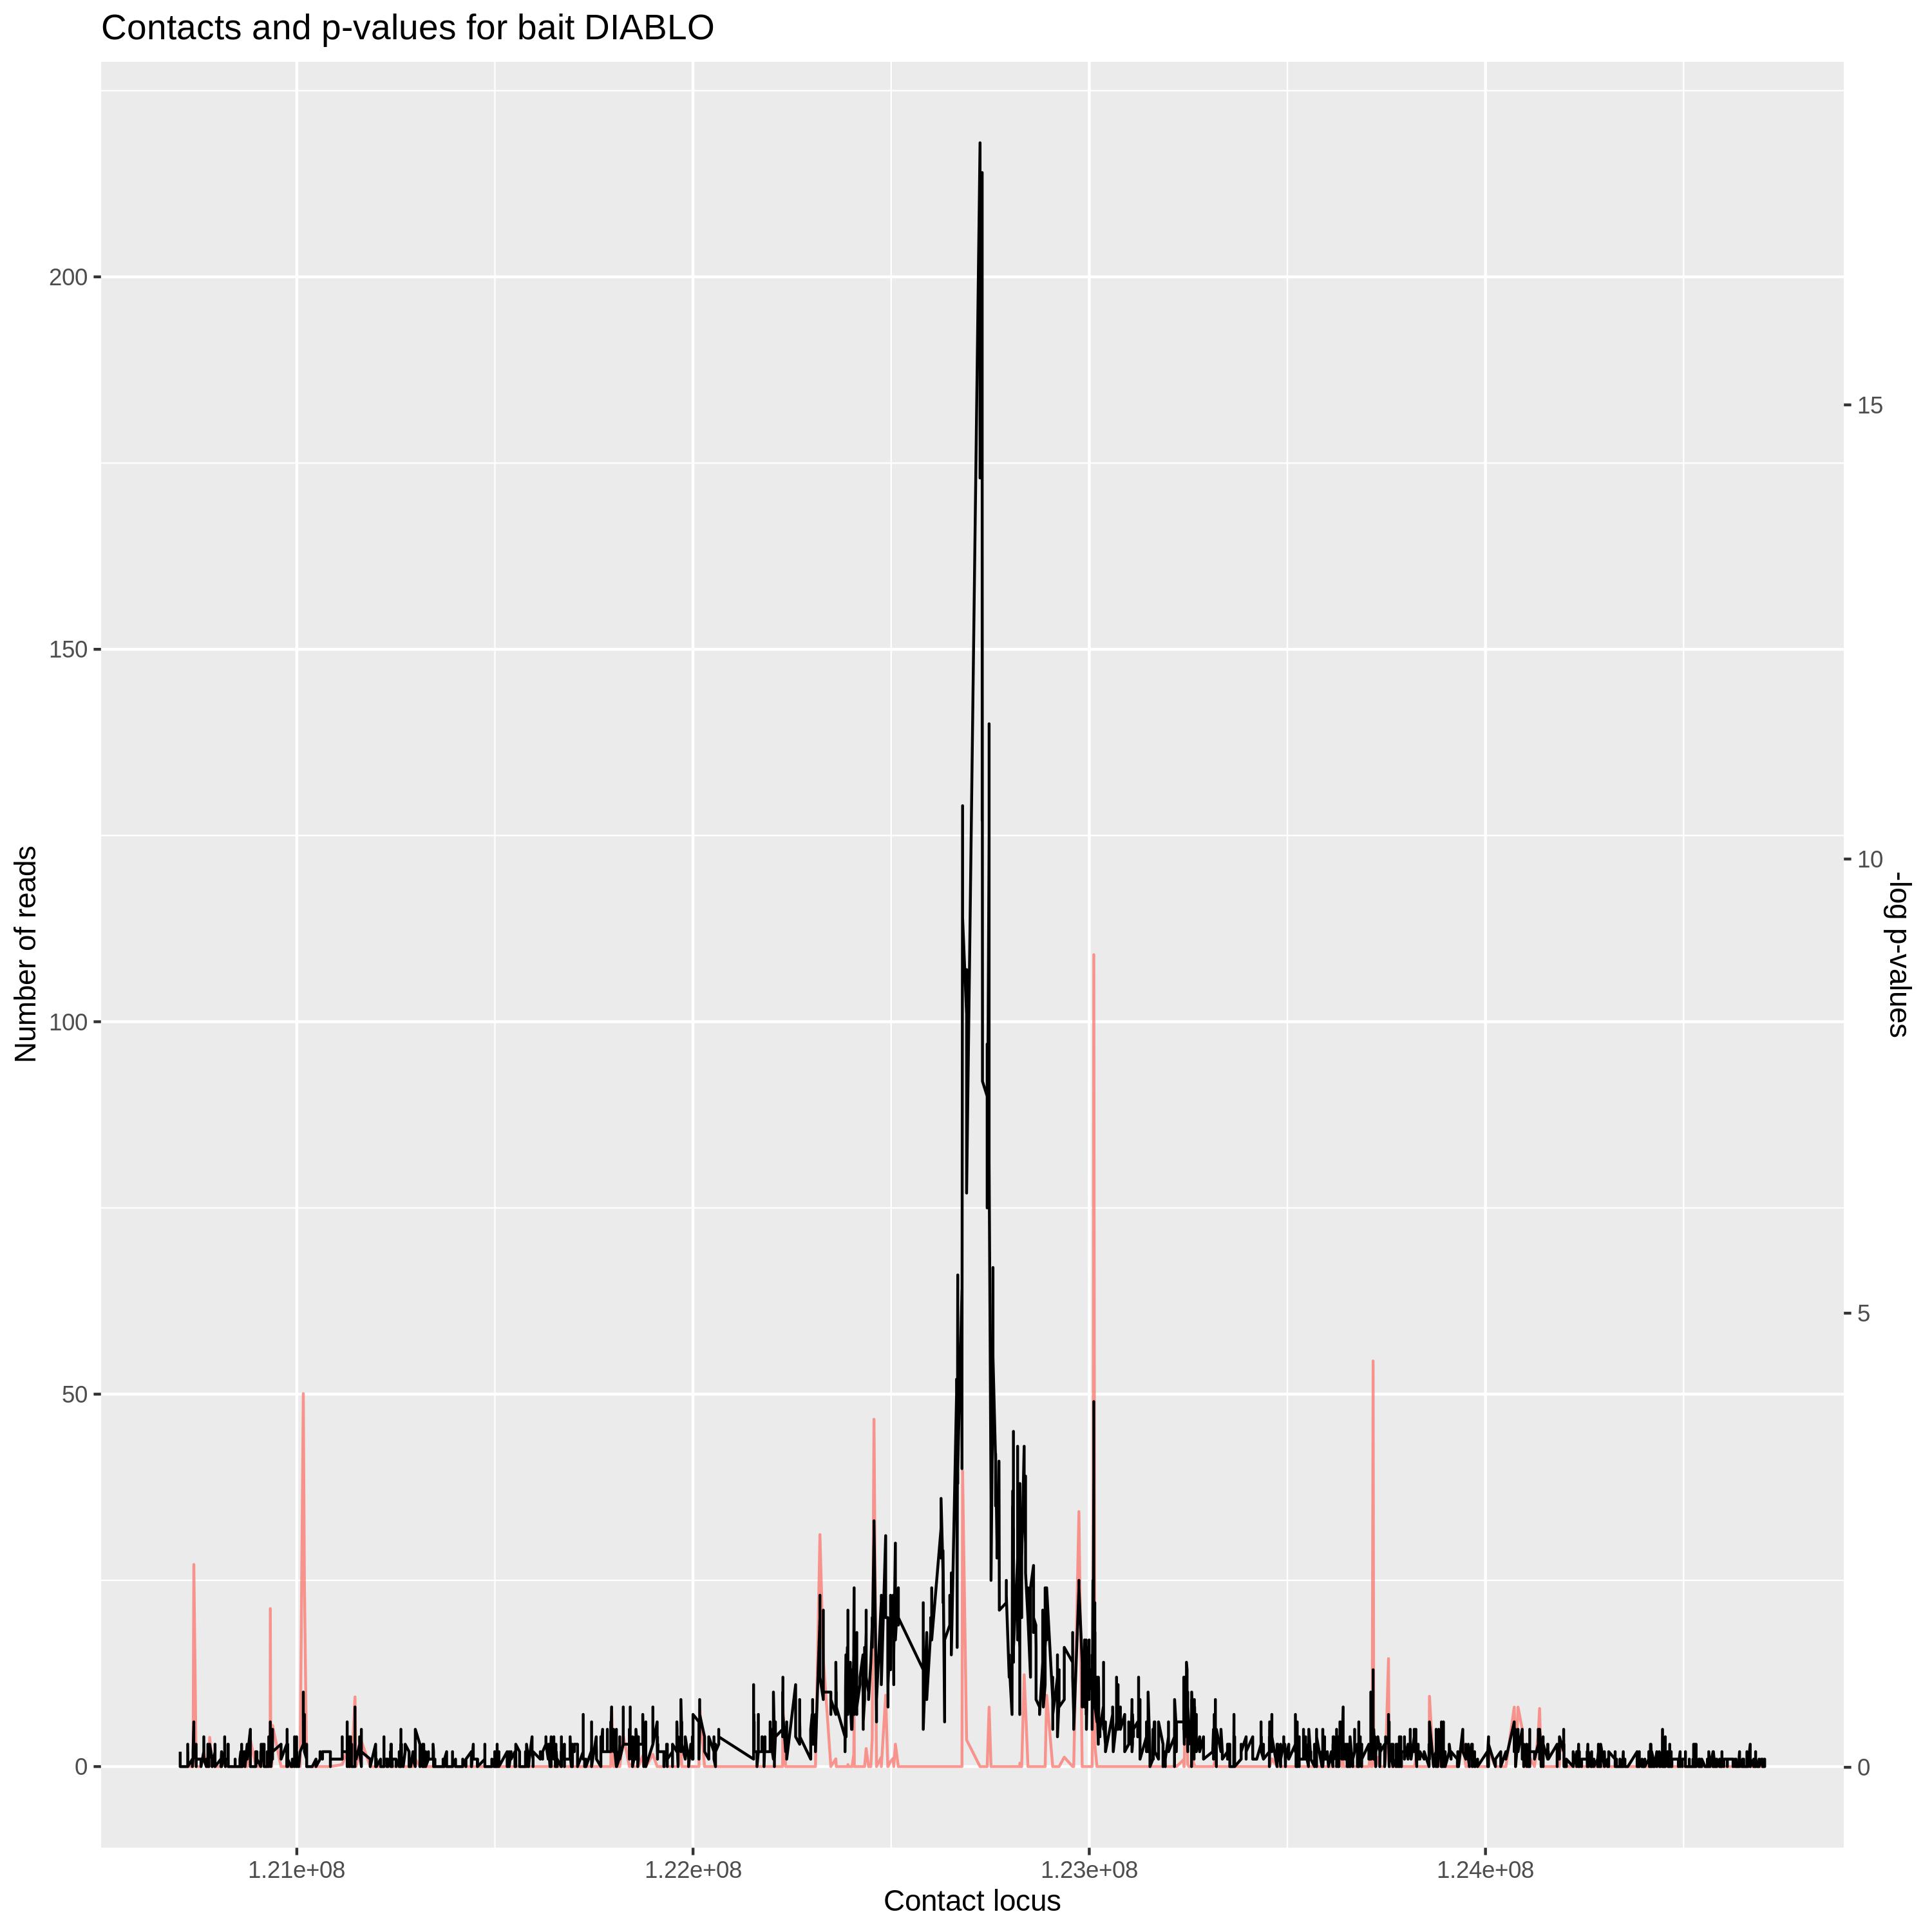 Contacts and p-values for bait DIABLO
200
150
100
50
0
Number of reads
15
10
5
0
-log p-values
1.21e+08
1.22e+08
1.23e+08
1.24e+08
Contact locus